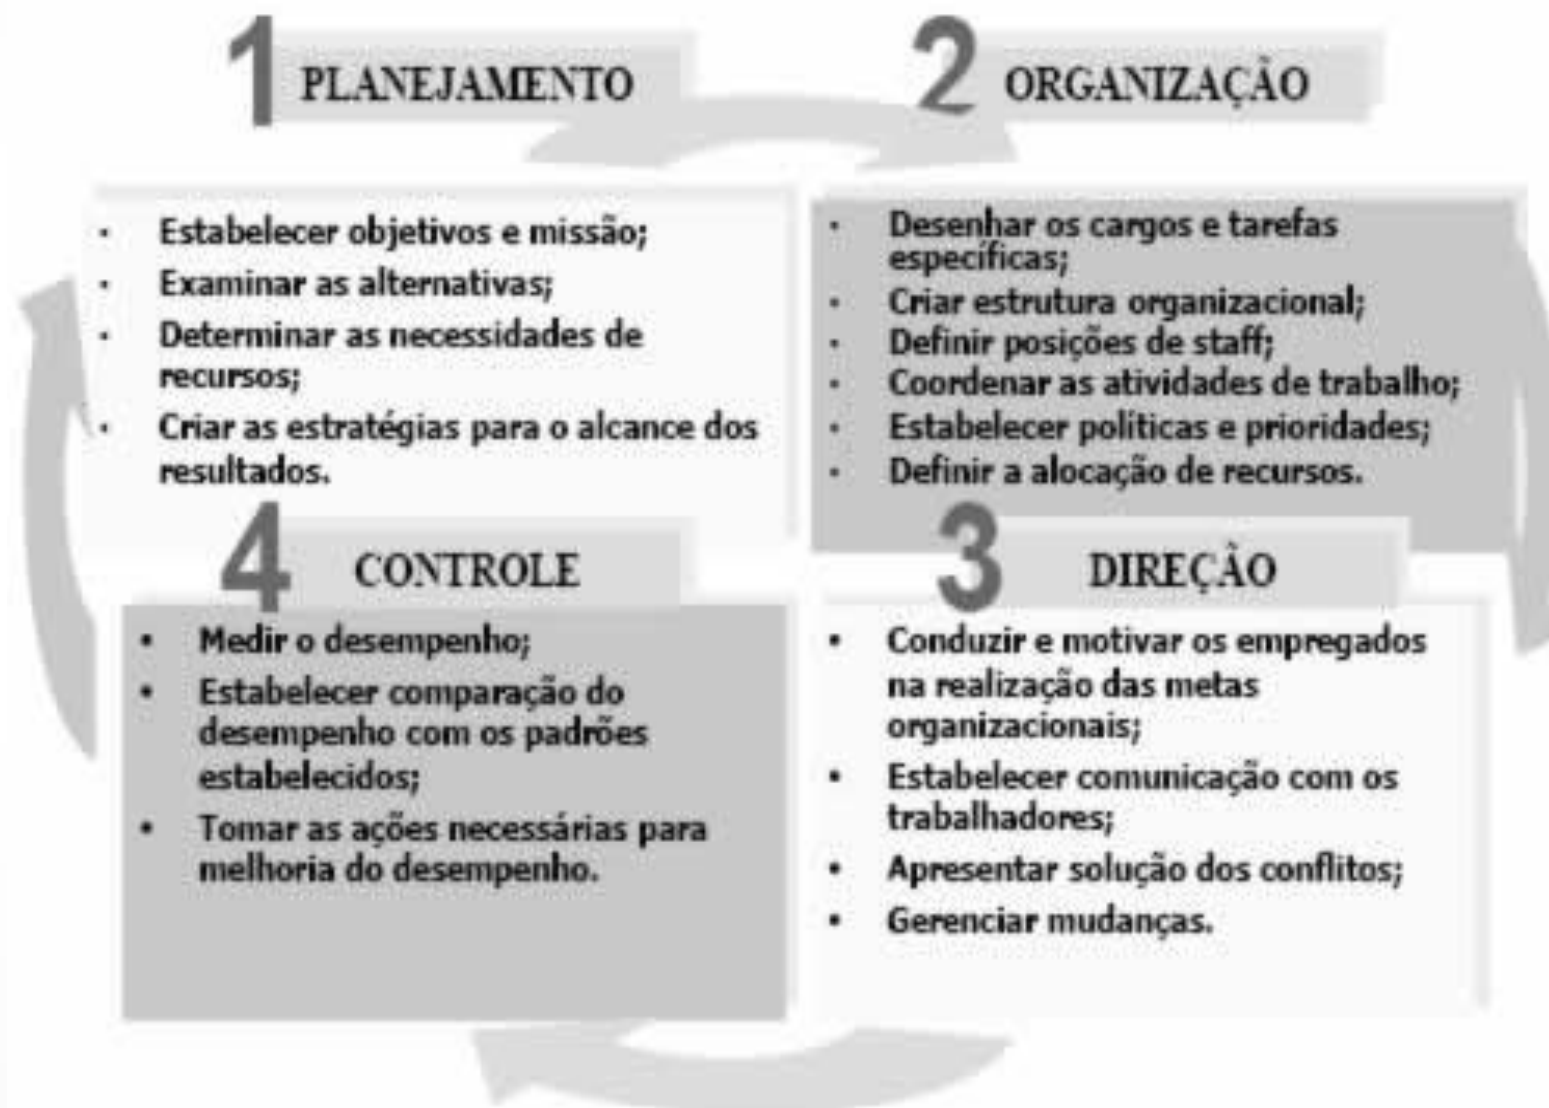 1 PLANEJAMENTO
· Estabelecer objetivos e missão;
· Examinar as alternativas;
· Determinar as necessidades de
recursos;
· Criar as estratégias para o alcance dos
resultados.
2 ORGANIZAÇÃO
· Desenhar os cargos e tarefas
específicas;
· Criar estrutura organizacional;
· Definir posições de staff;
· Coordenar as atividades de trabalho;
· Estabelecer políticas e prioridades;
· Definir a alocação de recursos.
4 CONTROLE
• Medir o desempenho;
• Estabelecer comparação do
desempenho com os padrões
estabelecidos;
• Tomar as ações necessárias para
melhoria do desempenho.
3 DIREÇÃO
• Conduzir e motivar os empregados
na realização das metas
organizacionais;
• Estabelecer comunicação com os
trabalhadores;
• Apresentar solução dos conflitos;
• Gerenciar mudanças.